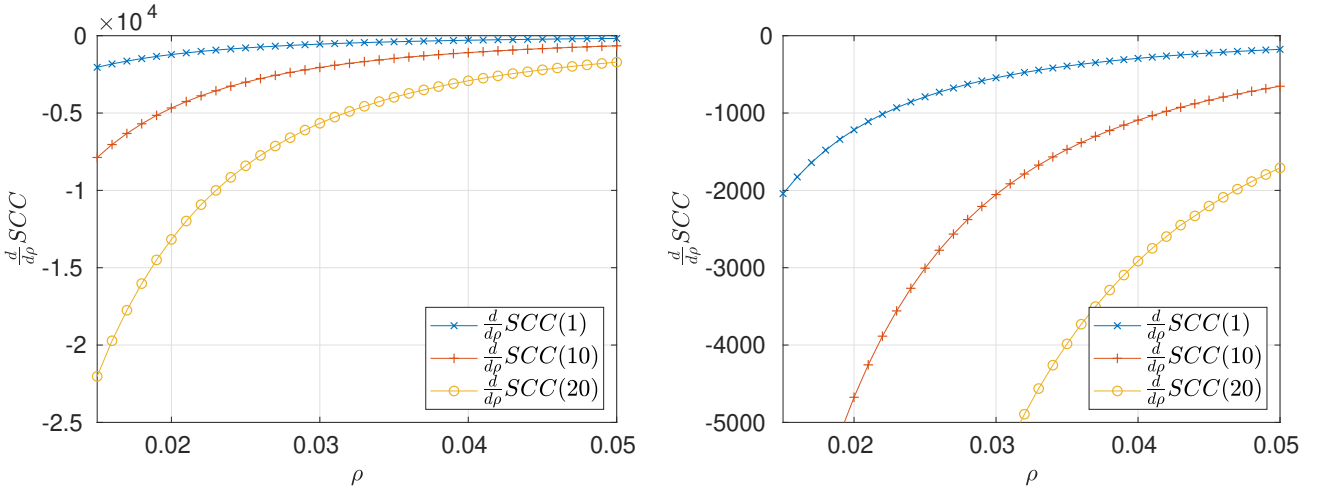 ×10^4
0
-0.5
-1
-1.5
-2
-2.5
0.02 0.03 0.04 0.05
ρ
d/dρ SCC
d/dρ SCC(1)
d/dρ SCC(10)
d/dρ SCC(20)
0
-1000
-2000
-3000
-4000
-5000
0.02 0.03 0.04 0.05
ρ
d/dρ SCC
d/dρ SCC(1)
d/dρ SCC(10)
d/dρ SCC(20)